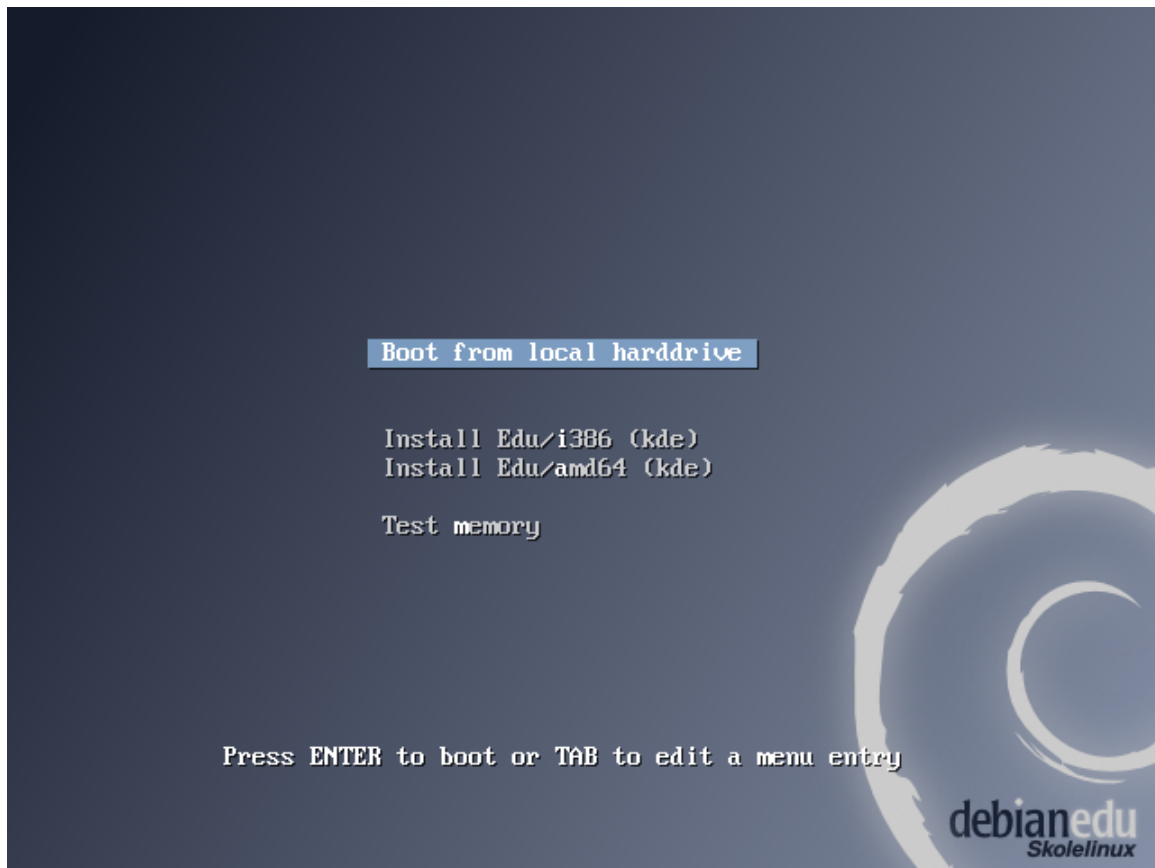 Boot from local harddrive
Install Edu/i386 (kde)
Install Edu/amd64 (kde)
Test memory
Press ENTER to boot or TAB to edit a menu entry
debianedu
Skolelinux